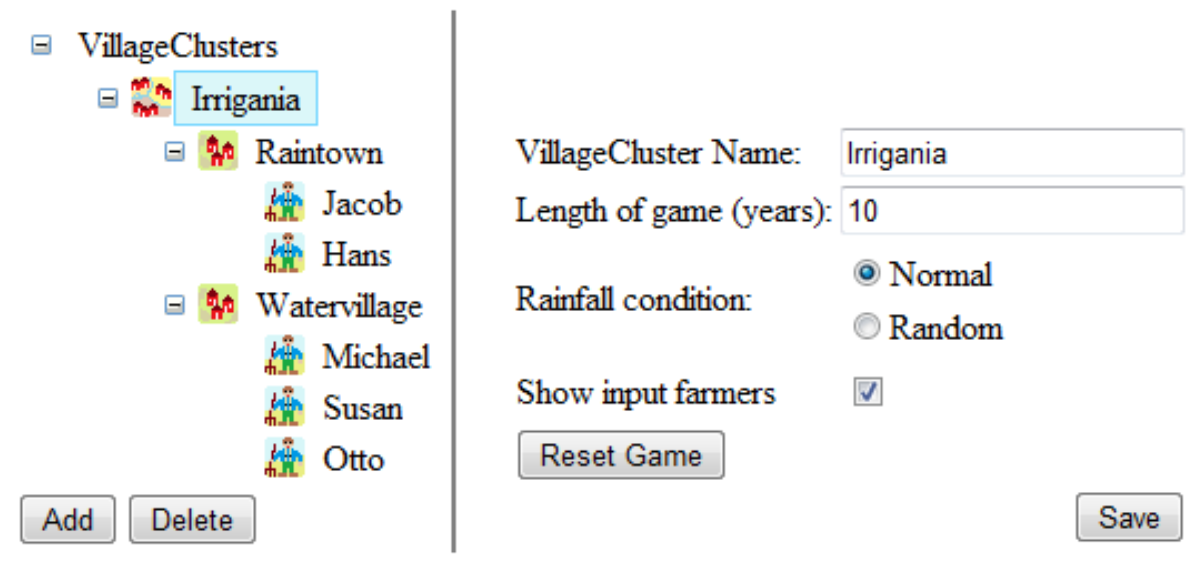 VillageClusters
Irrigania
Raintown
Jacob
Hans
Watervillage
Michael
Susan
Otto
Add Delete
VillageCluster Name: Irrigania
Length of game (years): 10
Rainfall condition:
Normal
Random
Show input farmers
Reset Game
Save